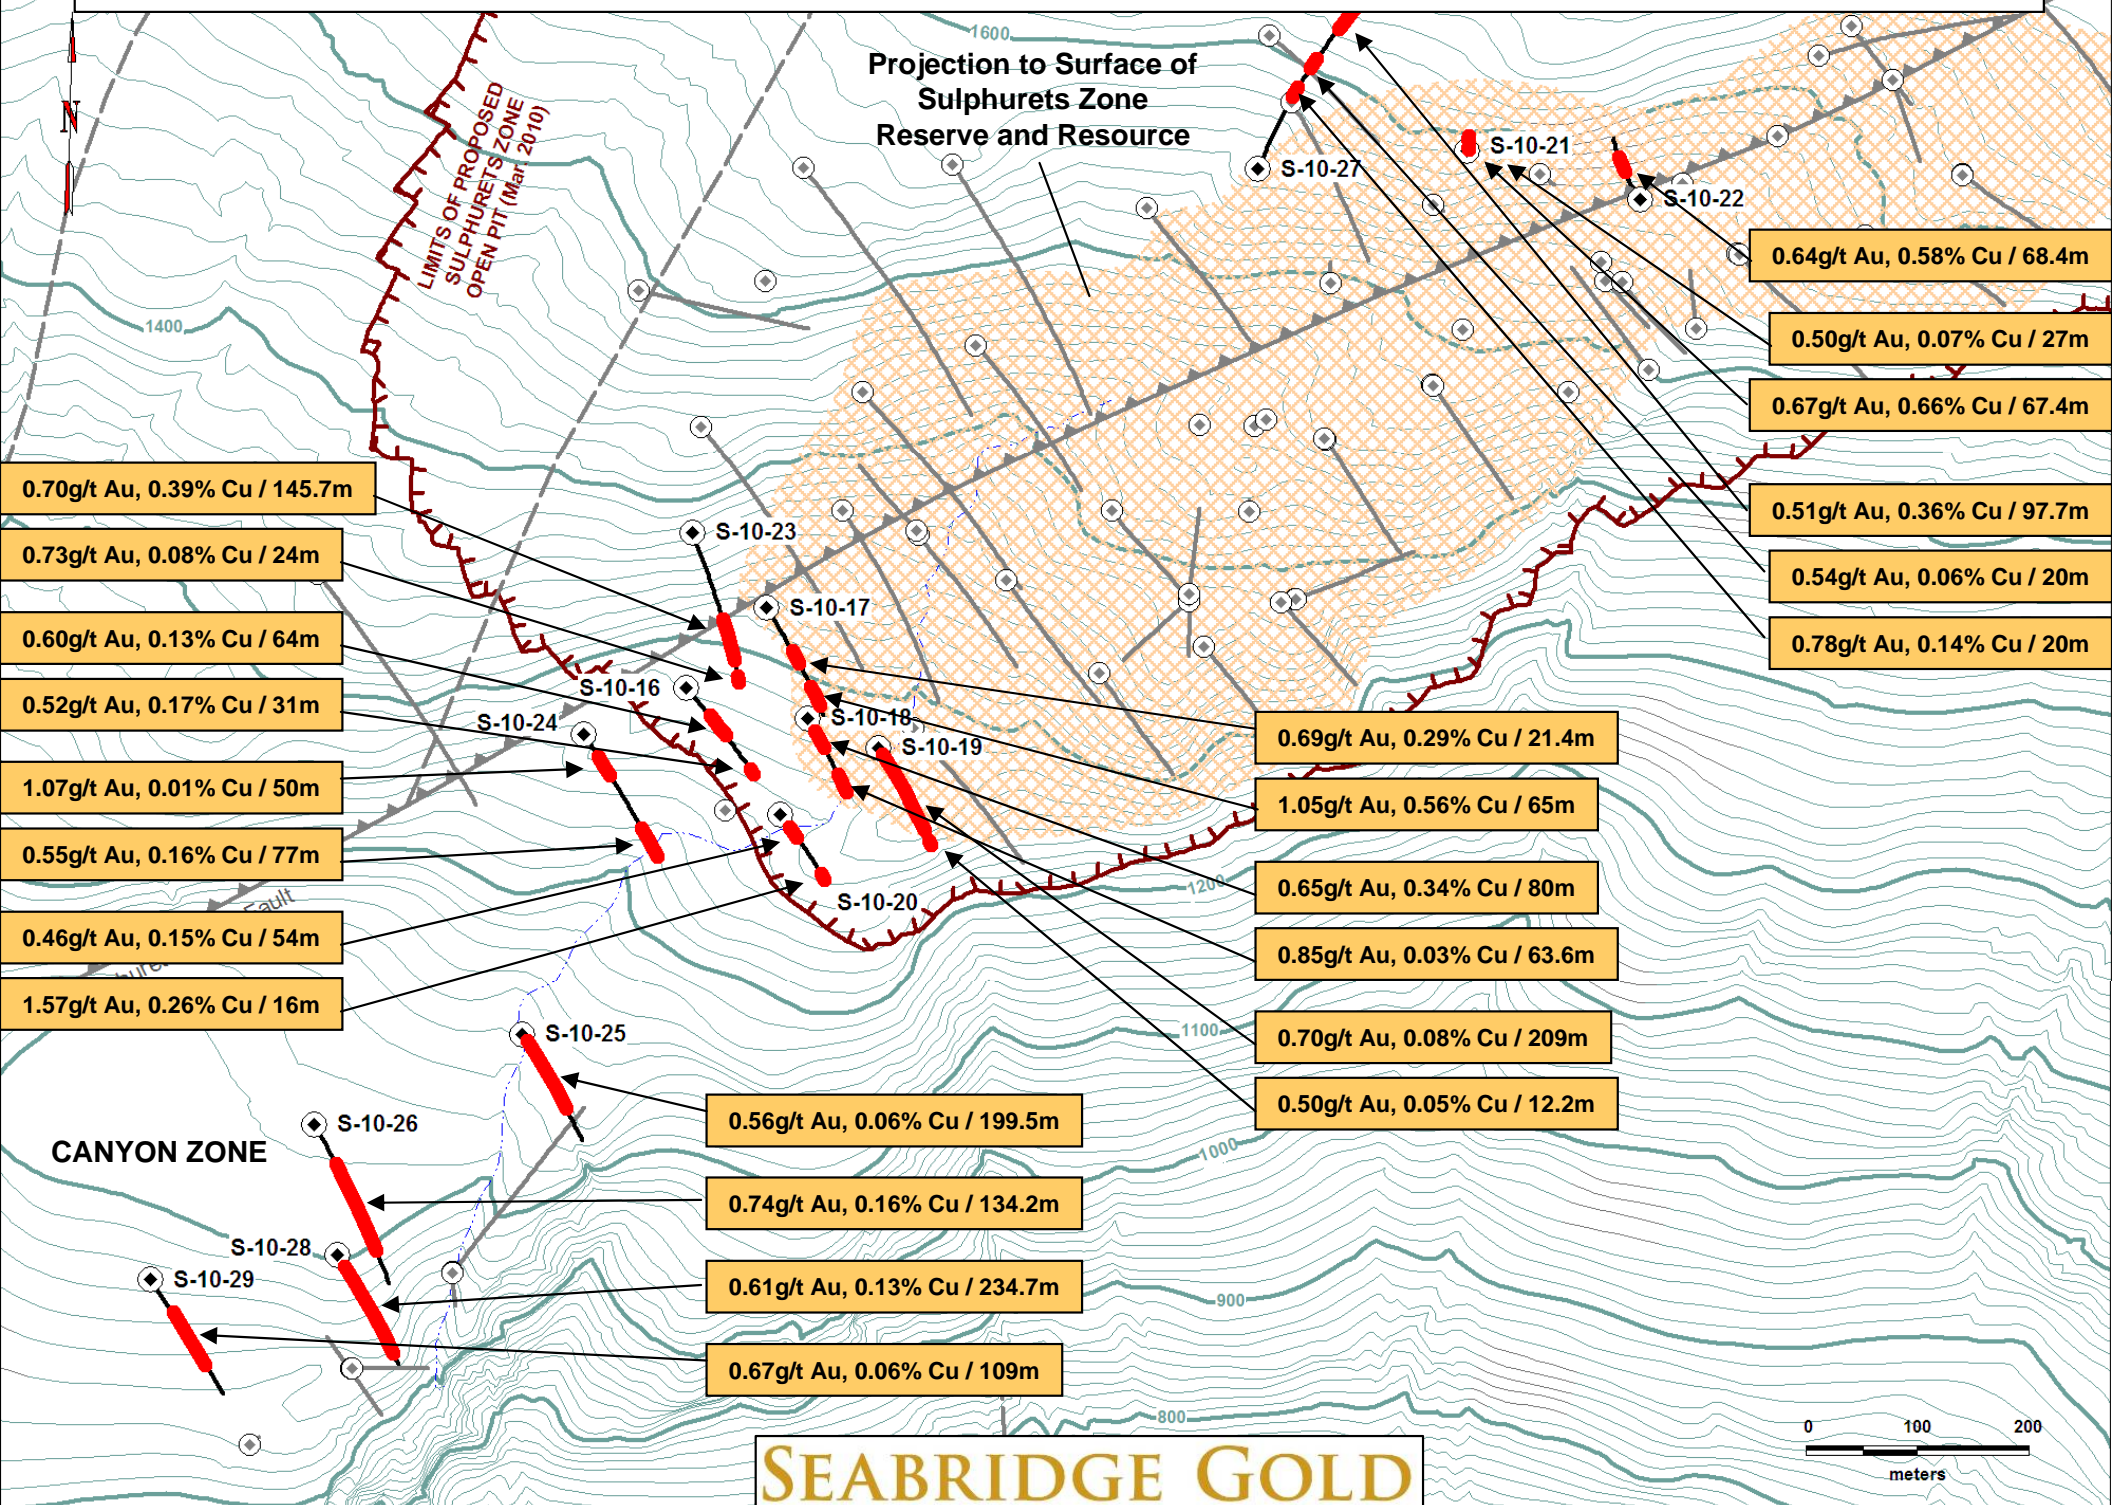 1600
Projection to Surface of
Sulphurets Zone
Reserve and Resource
N
LIMITS OF PROPOSED
SULPHURETS ZONE
OPEN PIT (Mar. 2010)
S-10-27
S-10-21
S-10-22
0.64g/t Au, 0.58% Cu / 68.4m
0.50g/t Au, 0.07% Cu / 27m
0.67g/t Au, 0.66% Cu / 67.4m
0.51g/t Au, 0.36% Cu / 97.7m
0.54g/t Au, 0.06% Cu / 20m
0.78g/t Au, 0.14% Cu / 20m
1400
0.70g/t Au, 0.39% Cu / 145.7m
0.73g/t Au, 0.08% Cu / 24m
0.60g/t Au, 0.13% Cu / 64m
0.52g/t Au, 0.17% Cu / 31m
1.07g/t Au, 0.01% Cu / 50m
0.55g/t Au, 0.16% Cu / 77m
0.46g/t Au, 0.15% Cu / 54m
1.57g/t Au, 0.26% Cu / 16m
S-10-23
S-10-17
S-10-16
S-10-24
S-10-18
S-10-19
S-10-20
0.69g/t Au, 0.29% Cu / 21.4m
1.05g/t Au, 0.56% Cu / 65m
0.65g/t Au, 0.34% Cu / 80m
0.85g/t Au, 0.03% Cu / 63.6m
0.70g/t Au, 0.08% Cu / 209m
0.50g/t Au, 0.05% Cu / 12.2m
1200
1100
1000
900
800
S-10-25
S-10-26
CANYON ZONE
S-10-28
S-10-29
0.56g/t Au, 0.06% Cu / 199.5m
0.74g/t Au, 0.16% Cu / 134.2m
0.61g/t Au, 0.13% Cu / 234.7m
0.67g/t Au, 0.06% Cu / 109m
0 100 200
meters
SEABRIDGE GOLD